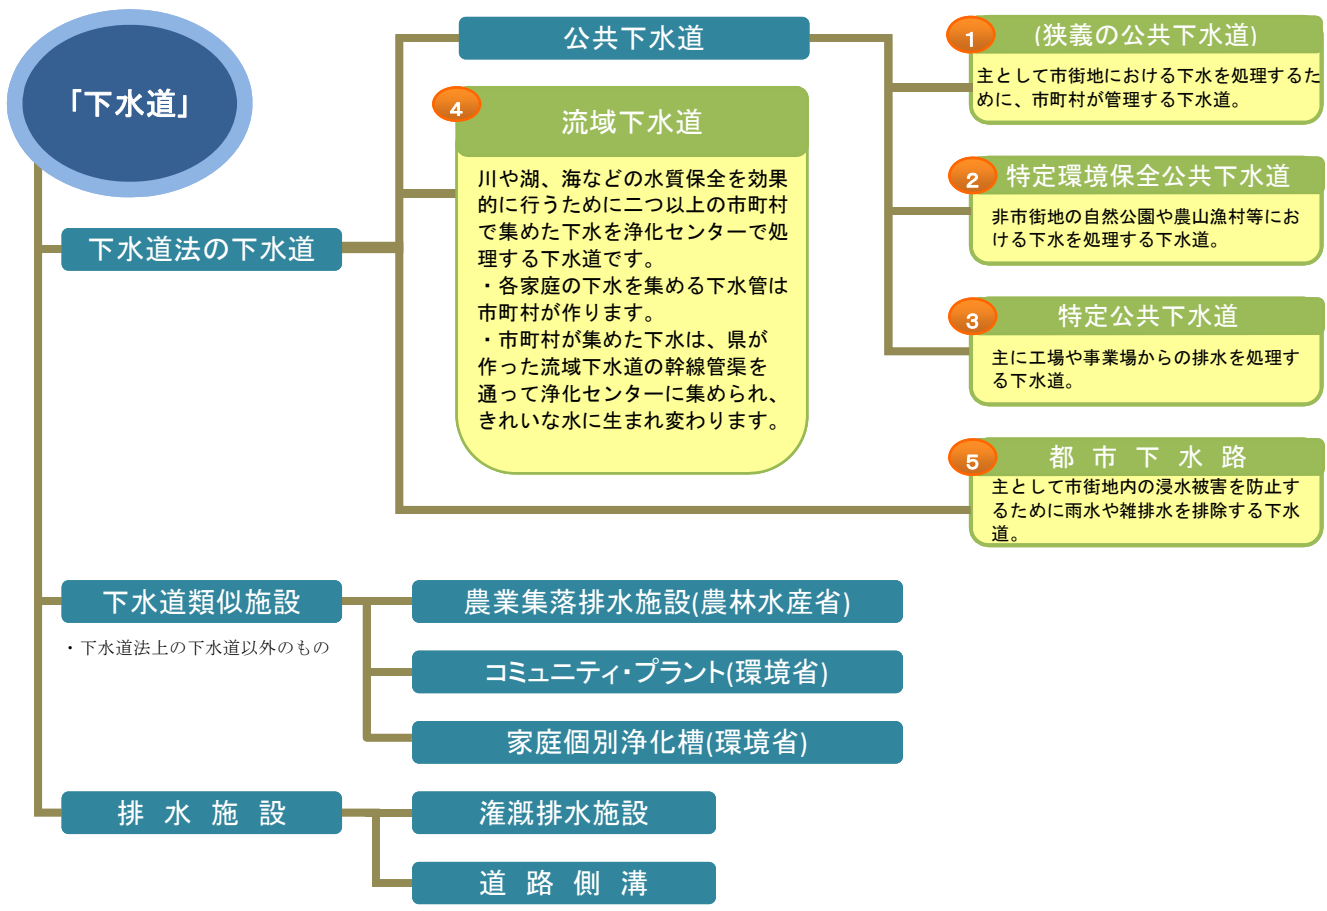 「下水道」
下水道法の下水道
公共下水道
1
(狭義の公共下水道)
主として市街地における下水を処理するた
めに、市町村が管理する下水道。
2
特定環境保全公共下水道
非市街地の自然公園や農山漁村等にお
ける下水を処理する下水道。
3
特定公共下水道
主に工場や事業場からの排水を処理す
る下水道。
4
流域下水道
川や湖、海などの水質保全を効果
的に行うために二つ以上の市町村
で集めた下水を浄化センターで処
理する下水道です。
・各家庭の下水を集める下水管は
市町村が作ります。
・市町村が集めた下水は、県が
作った流域下水道の幹線管渠を
通って浄化センターに集められ、
きれいな水に生まれ変わります。
5
都市下水路
主として市街地内の浸水被害を防止す
るために雨水や雑排水を排除する下水
道。
下水道類似施設
・下水道法上の下水道以外のもの
農業集落排水施設(農林水産省)
コミュニティ・プラント(環境省)
家庭個別浄化槽(環境省)
排水施設
潅漑排水施設
道路側溝